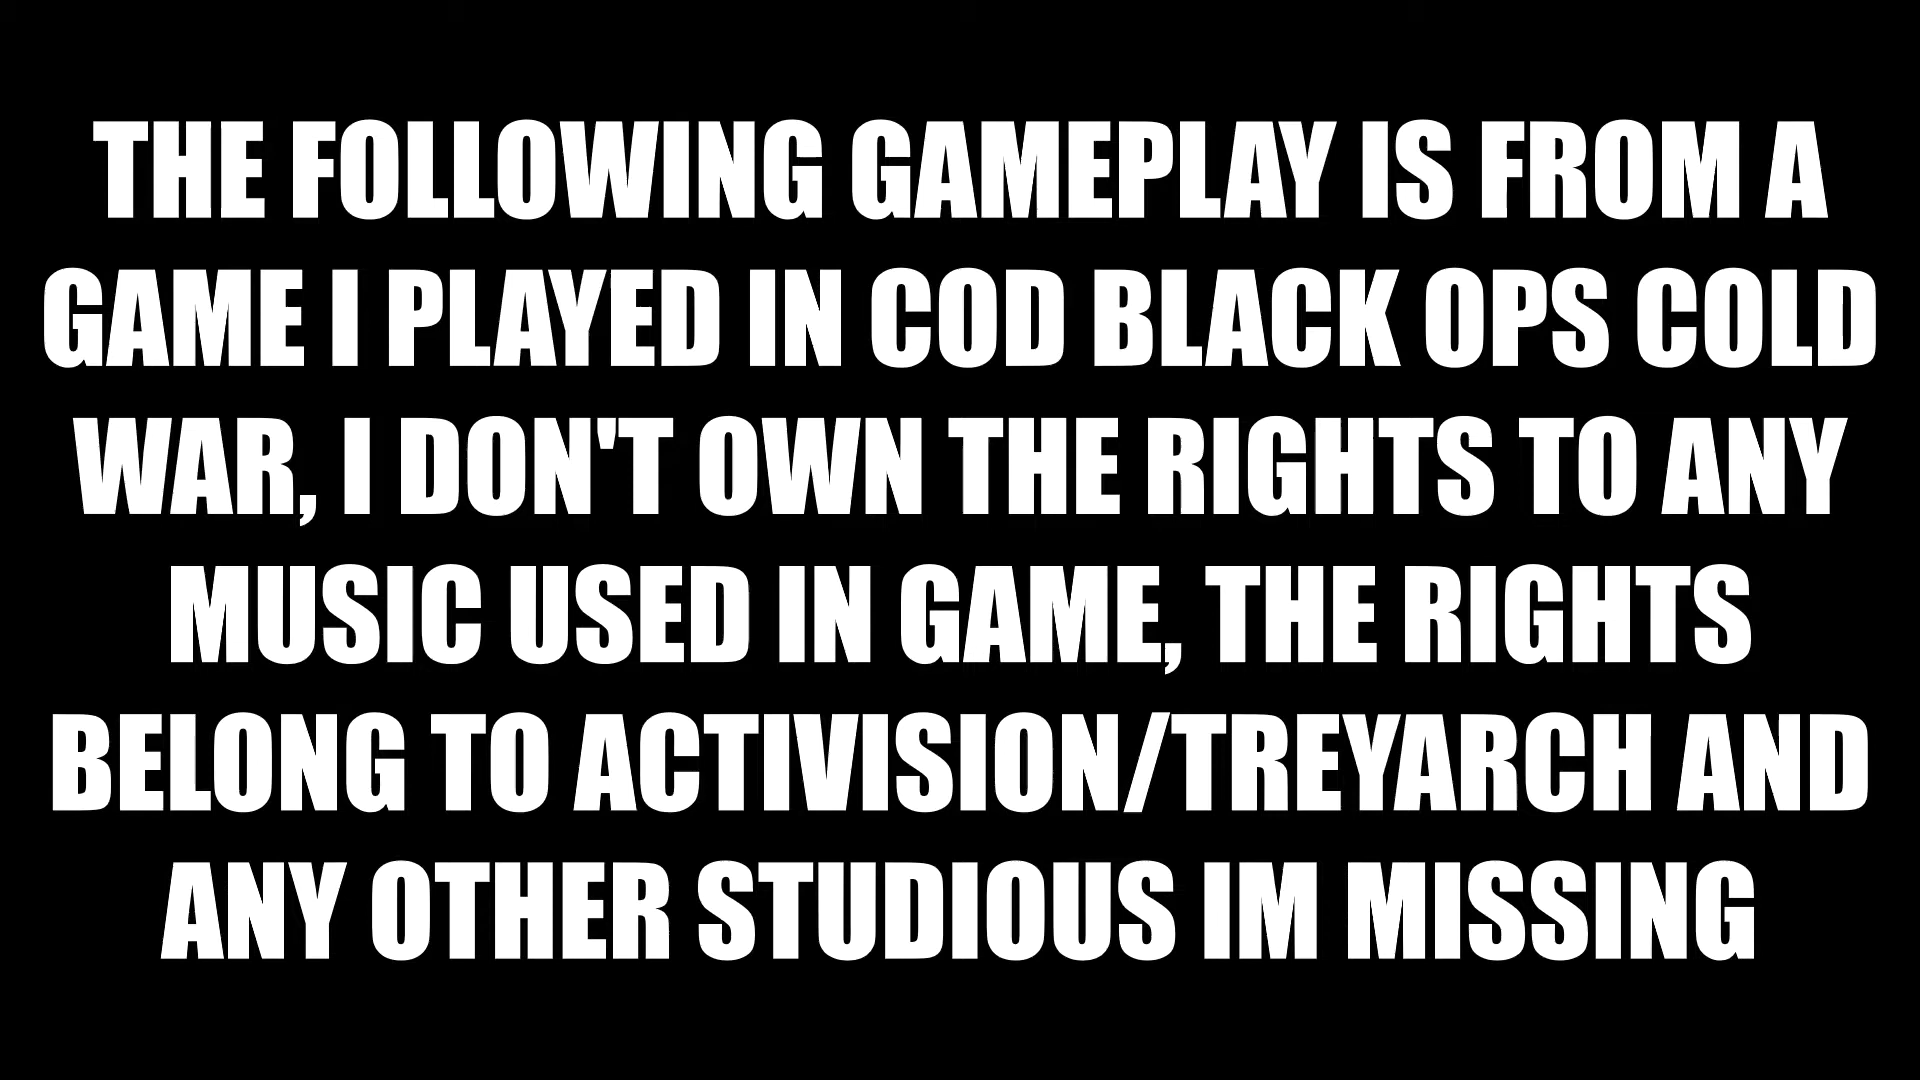 THE FOLLOWING GAMEPLAY IS FROM A
GAME I PLAYED IN COD BLACK OPS COLD
WAR, I DON'T OWN THE RIGHTS TO ANY
MUSIC USED IN GAME, THE RIGHTS
BELONG TO ACTIVISION/TREYARCH AND
ANY OTHER STUDIOUS IM MISSING